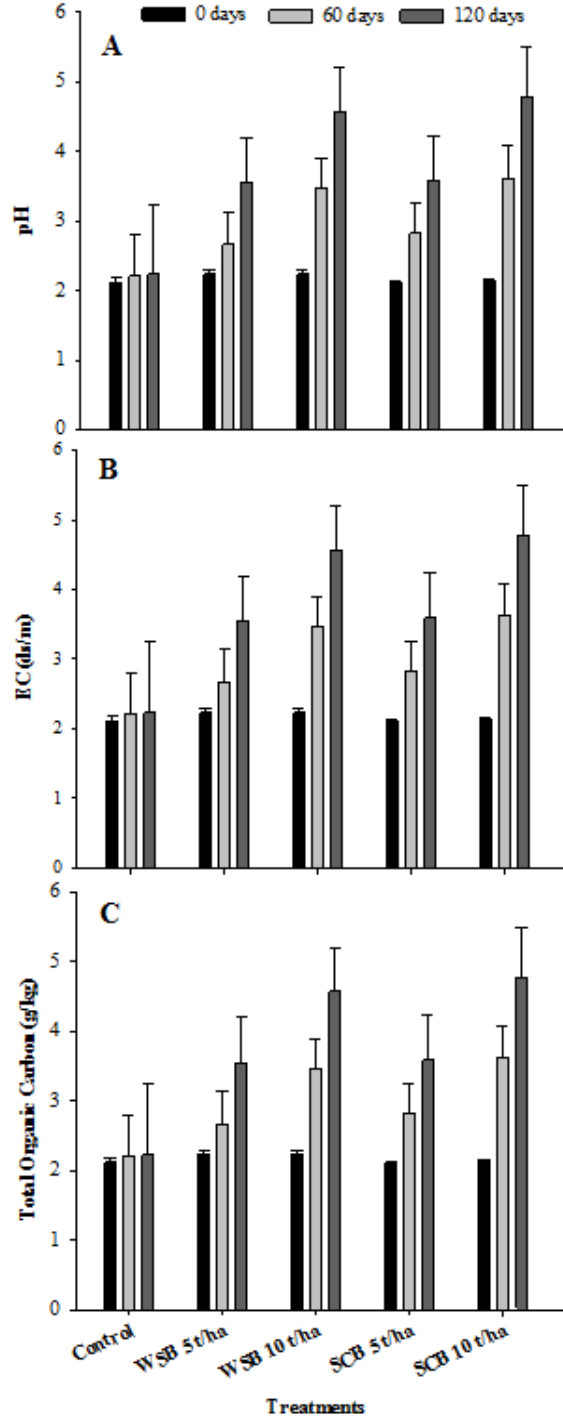 0 days 60 days 120 days
A
6
5
4
3
2
1
0
pH
B
6
5
4
3
2
1
0
EC (ds/m)
C
6
5
4
3
2
1
0
Total Organic Carbon (g/kg)
Control WSB 5 t/ha WSB 10 t/ha SCB 5 t/ha SCB 10 t/ha
Treatments